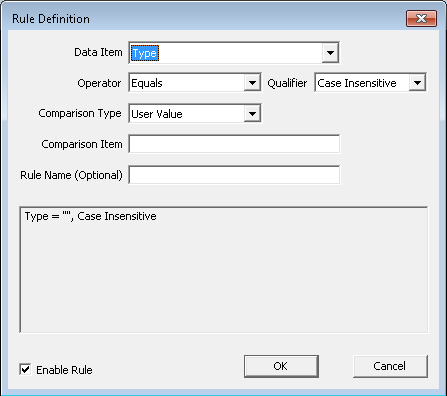 Rule Definition
Data Item Type
Operator Equals Qualifier Case Insensitive
Comparison Type User Value
Comparison Item
Rule Name (Optional)
Type = "", Case Insensitive
Enable Rule OK Cancel